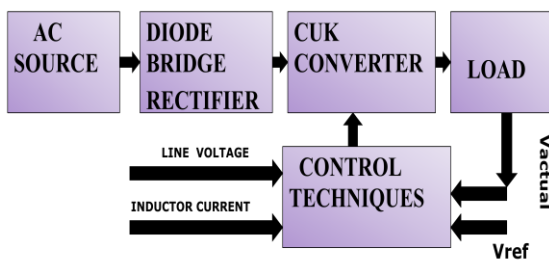 AC
SOURCE
DIODE
BRIDGE
RECTIFIER
CUK
CONVERTER
LOAD
LINE VOLTAGE
INDUCTOR CURRENT
CONTROL
TECHNIQUES
Vactual
Vref